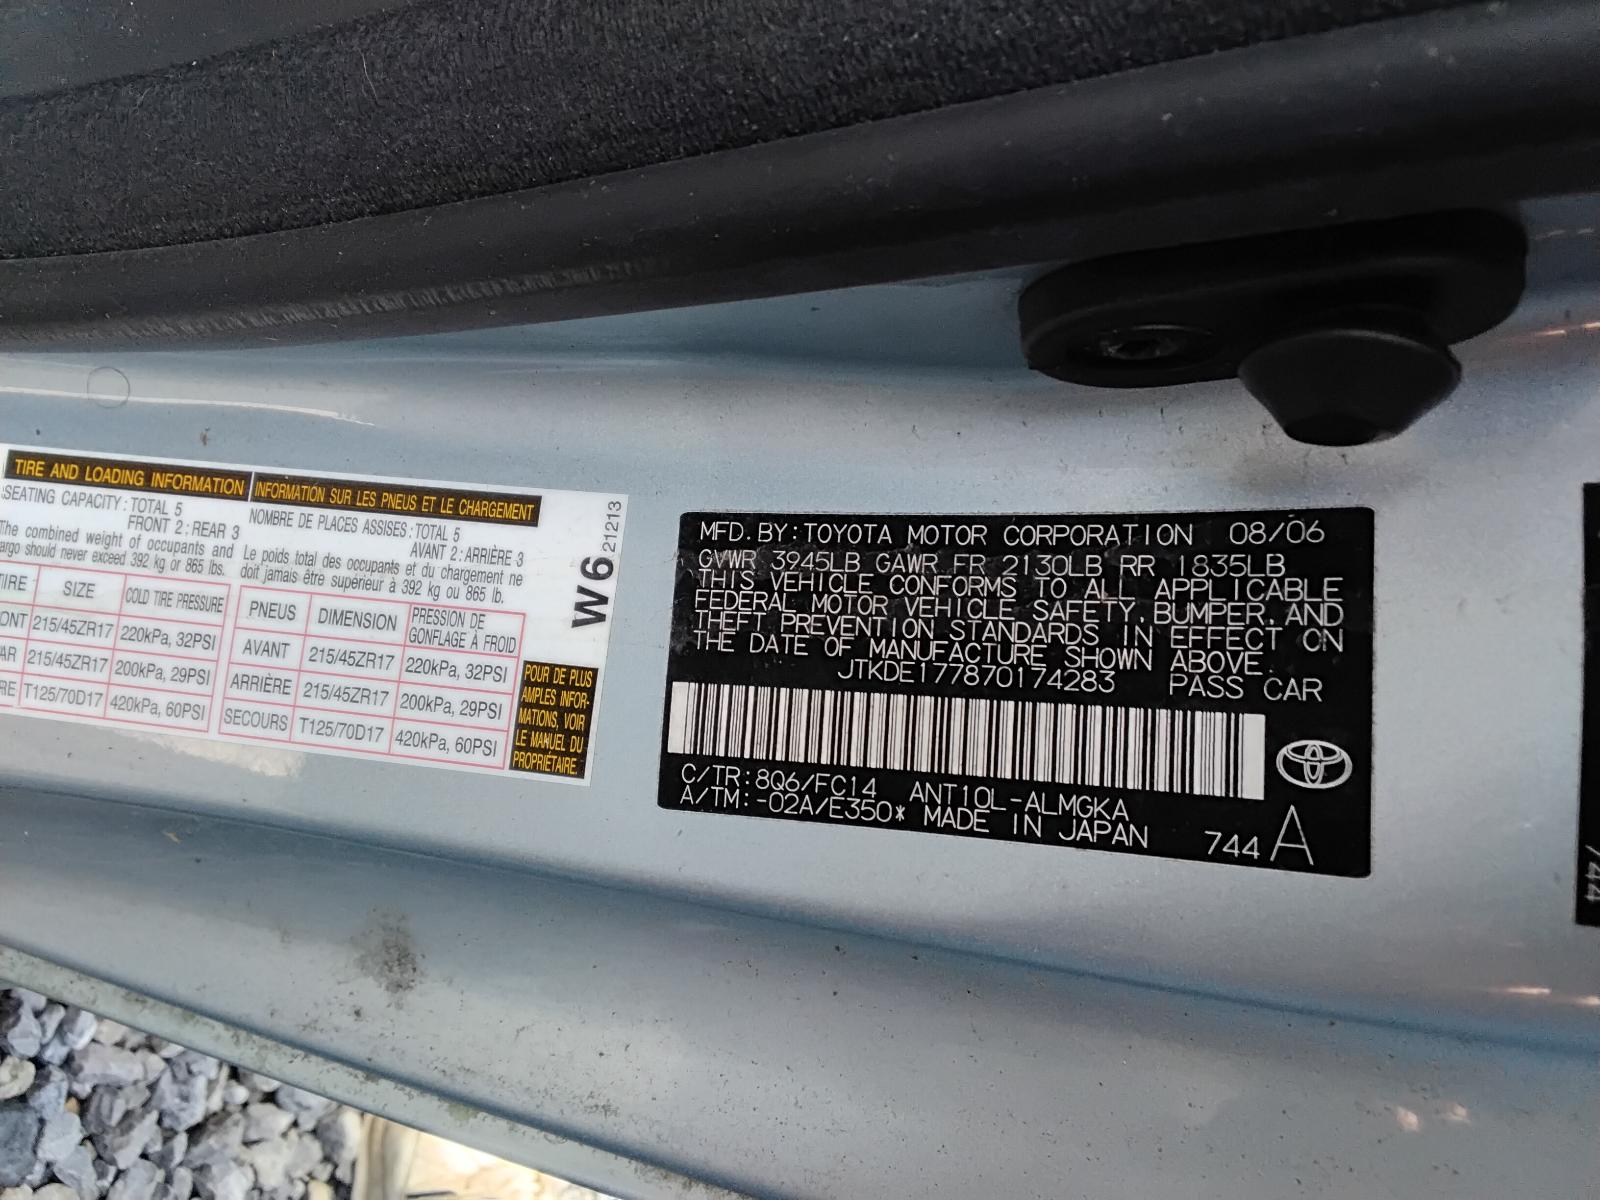 TIRE AND LOADING INFORMATION
SEATING CAPACITY : TOTAL 5
FRONT 2 : REAR 3
The combined weight of occupants and
cargo should never exceed 392 kg or 865 lbs.
TIRE SIZE COLD TIRE PRESSURE
FRONT 215/45ZR17 220kPa, 32PSI
REAR 215/45ZR17 200kPa, 29PSI
SPARE T125/70D17 420kPa, 60PSI
INFORMATION SUR LES PNEUS ET LE CHARGEMENT
NOMBRE DE PLACES ASSISES : TOTAL 5
AVANT 2 : ARRIÈRE 3
Le poids total des occupants et du chargement ne
doit jamais être supérieur à 392 kg ou 865 lb.
PNEUS DIMENSION PRESSION DE
GONFLAGE À FROID
AVANT 215/45ZR17 220kPa, 32PSI
ARRIÈRE 215/45ZR17 200kPa, 29PSI
SECOURS T125/70D17 420kPa, 60PSI
W6
21213
POUR DE PLUS
AMPLES INFOR-
MATIONS, VOIR
LE MANUEL DU
PROPRIÉTAIRE.
MFD. BY : TOYOTA MOTOR CORPORATION 08/06
GVWR 3945LB GAWR FR 2130LB RR 1835LB
THIS VEHICLE CONFORMS TO ALL APPLICABLE
FEDERAL MOTOR VEHICLE SAFETY, BUMPER, AND
THEFT PREVENTION STANDARDS IN EFFECT ON
THE DATE OF MANUFACTURE SHOWN ABOVE.
JTKDE177870174283 PASS CAR
C/TR: 8Q6/FC14 ANT10L-ALMGKA
A/TM: -02A/E350* MADE IN JAPAN
744 A
744